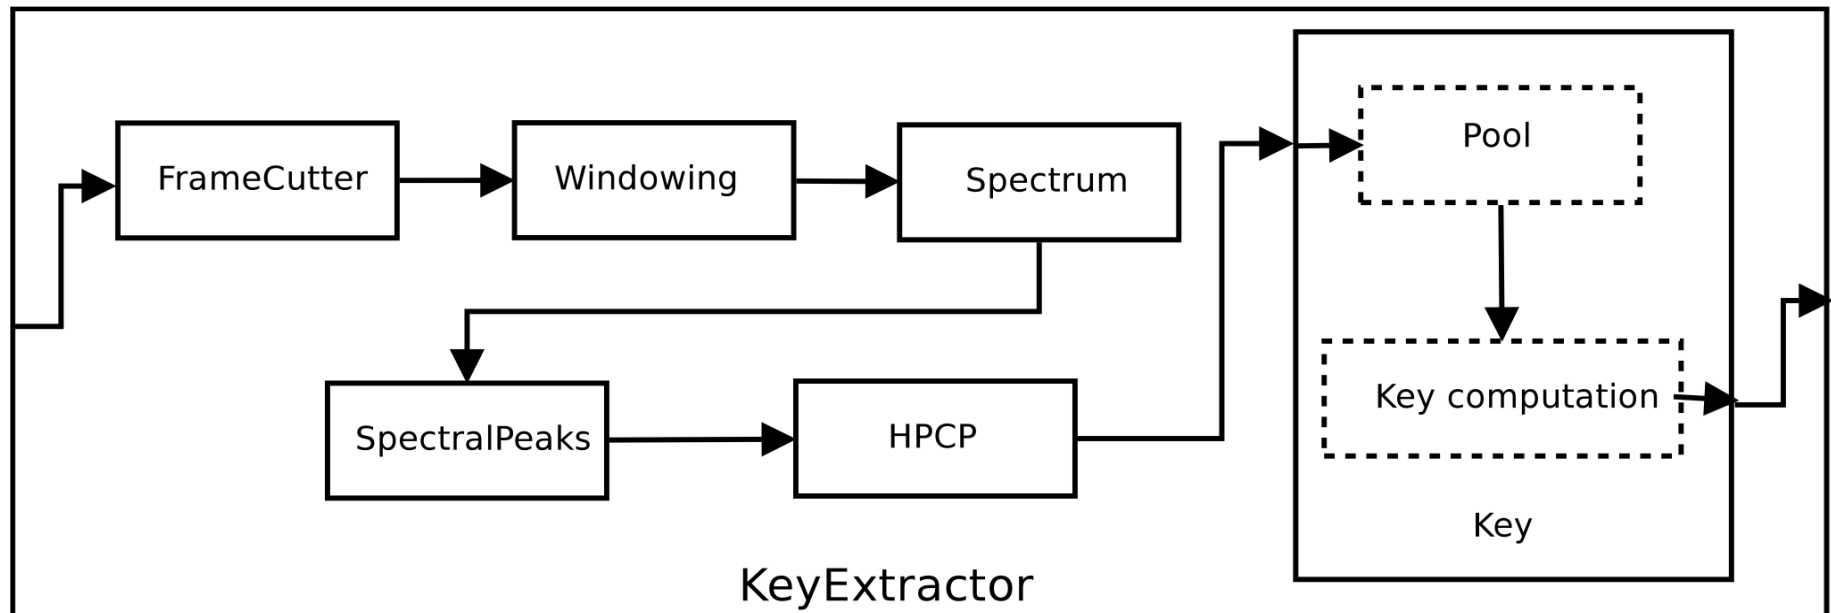 FrameCutter
Windowing
Spectrum
Pool
SpectralPeaks
HPCP
Key computation
Key
KeyExtractor